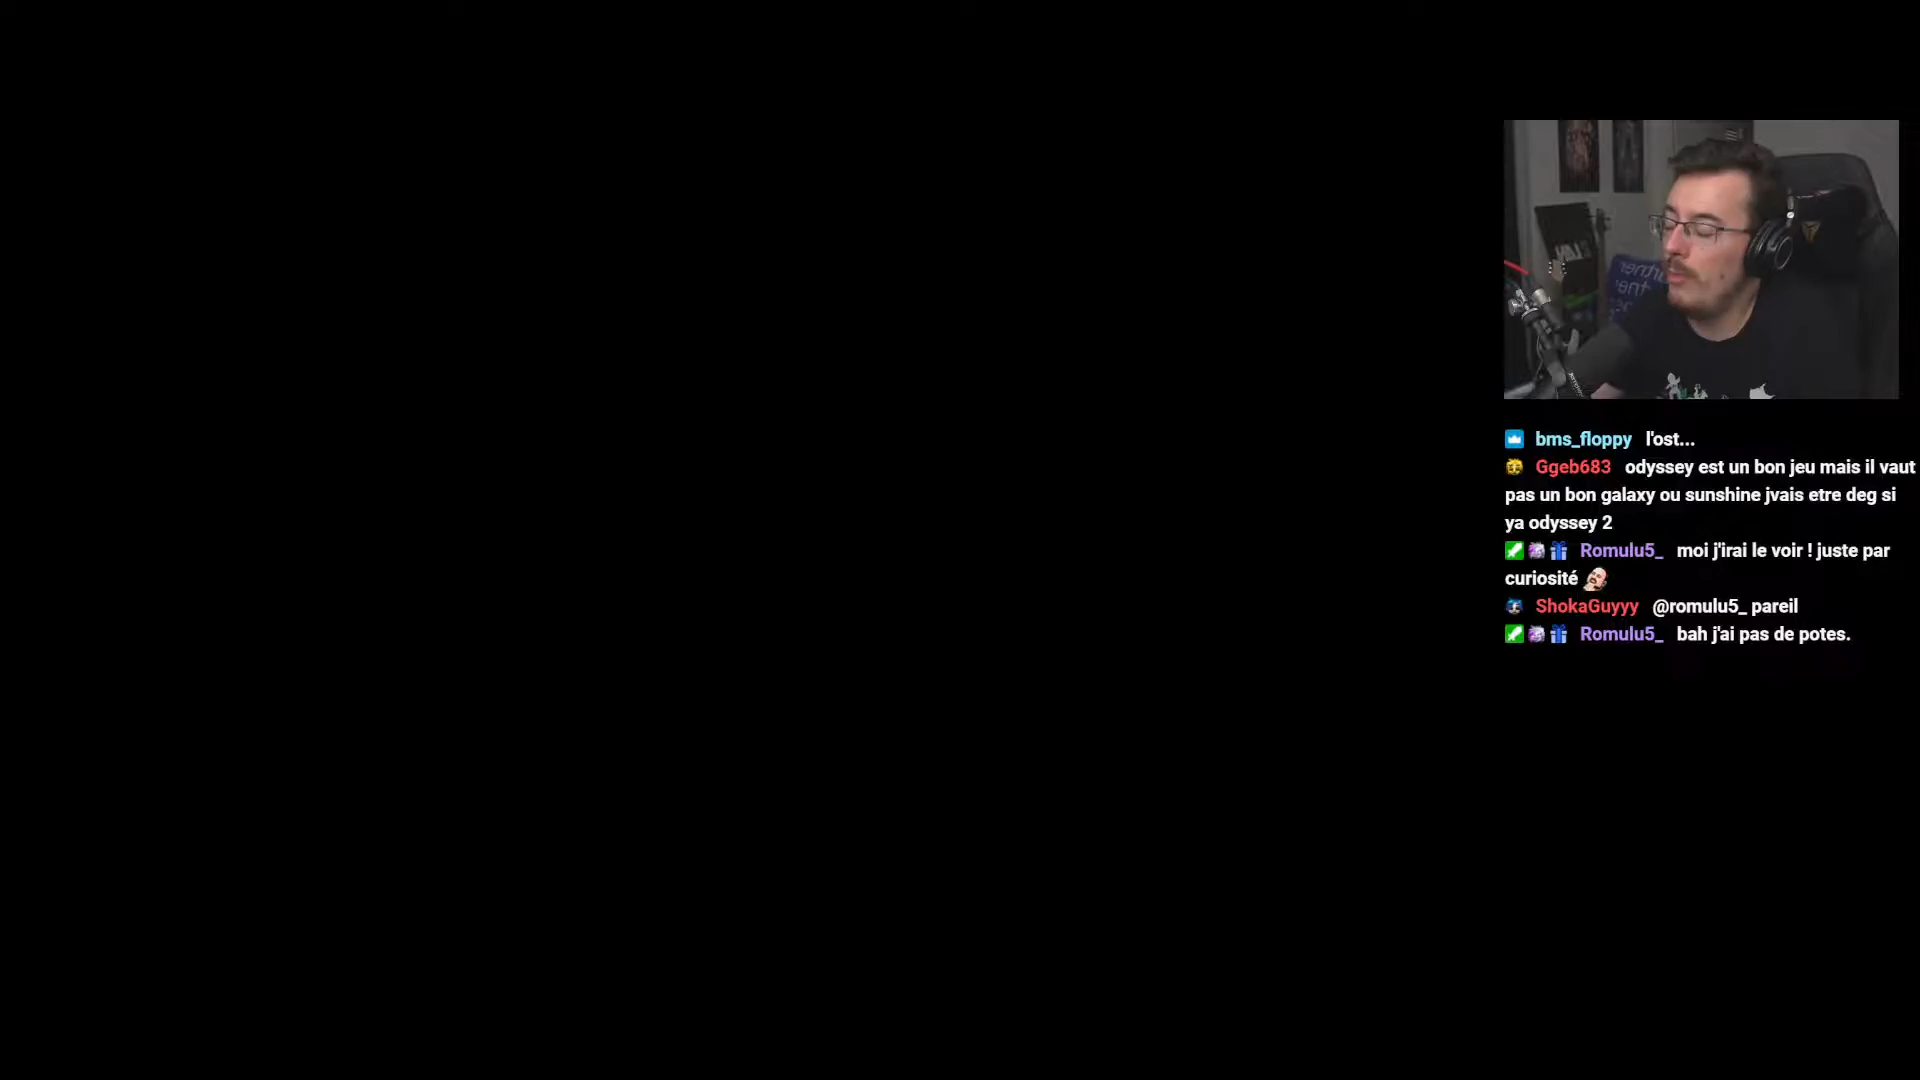 bms_floppy l'ost...
Ggeb683 odyssey est un bon jeu mais il vaut
pas un bon galaxy ou sunshine jvais etre deg si
ya odyssey 2
Romulu5_ moi j'irai le voir ! juste par
curiosité
ShokaGuyyy @romulu5_ pareil
Romulu5_ bah j'ai pas de potes.